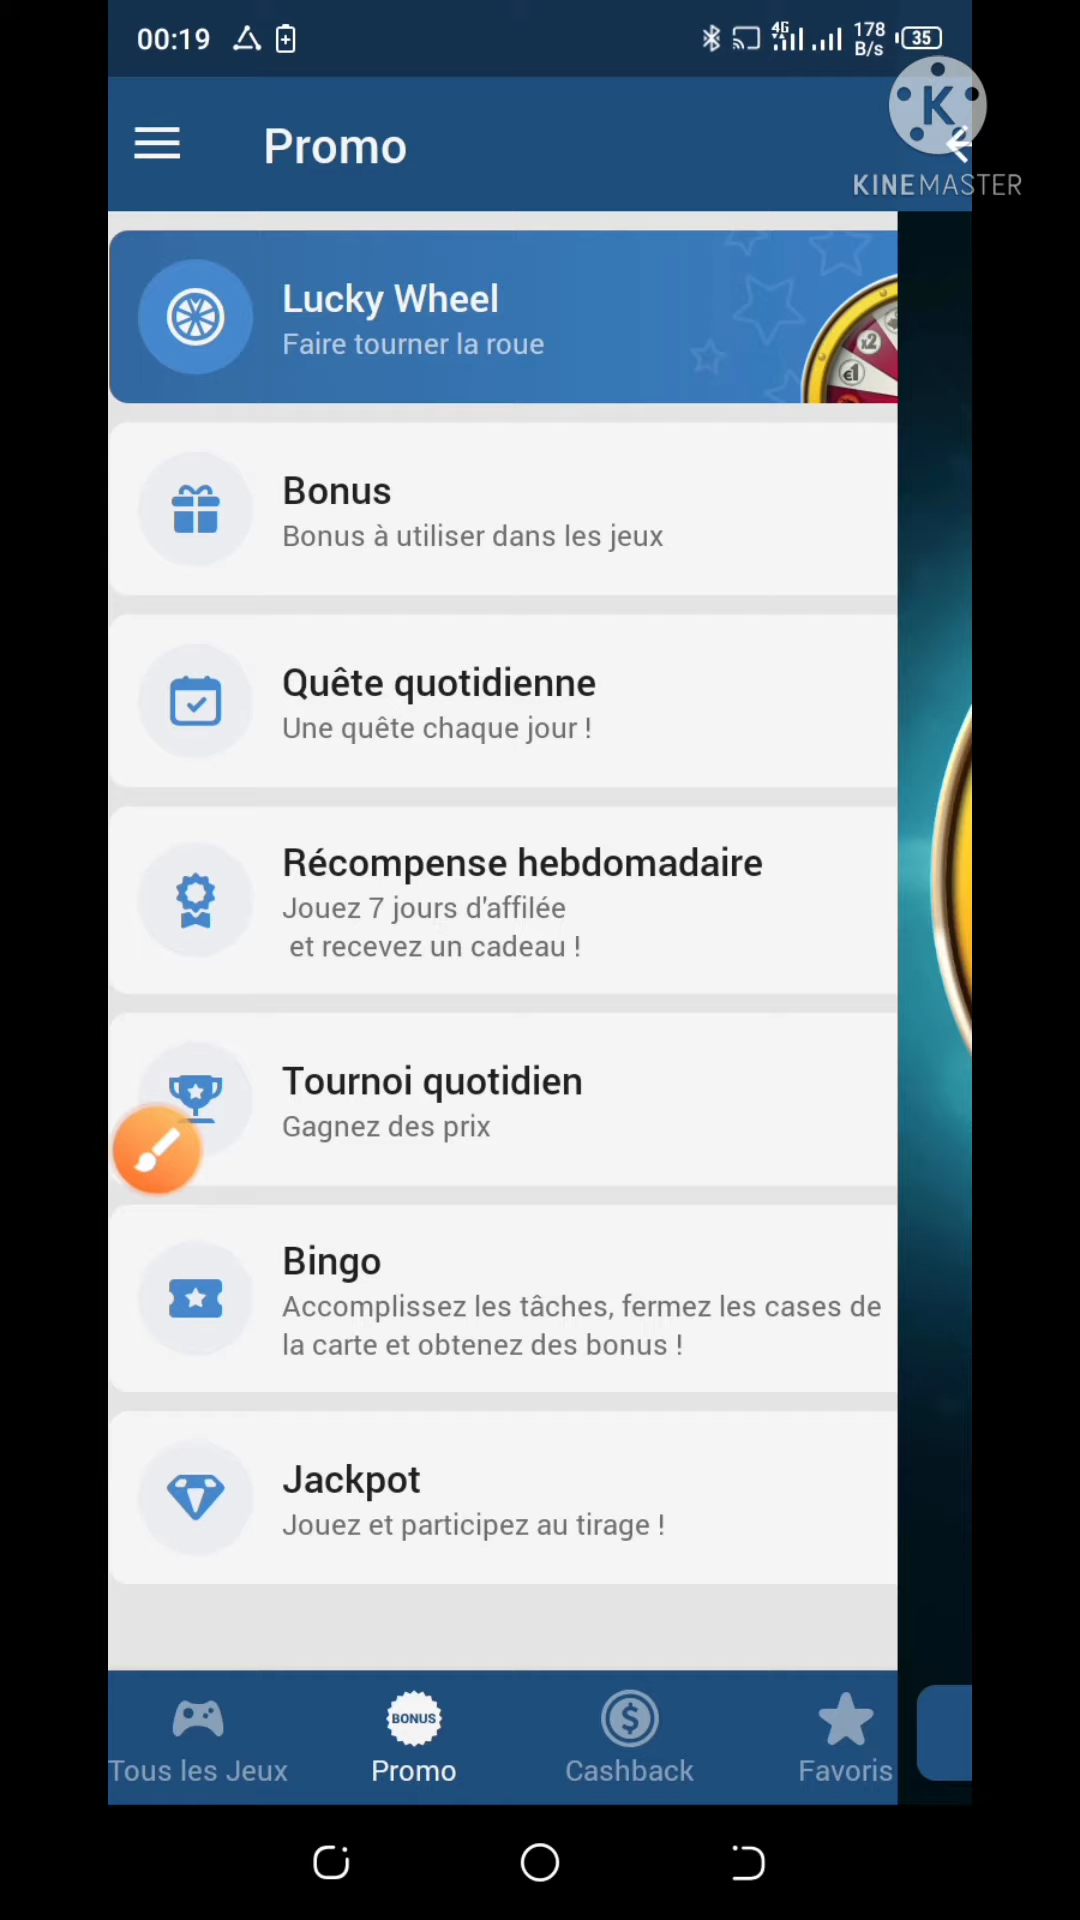 00:19
4G
178
B/s
35
K
KINEMASTER
Promo
Lucky Wheel
Faire tourner la roue
x2
€1
Bonus
Bonus à utiliser dans les jeux
Quête quotidienne
Une quête chaque jour !
Récompense hebdomadaire
Jouez 7 jours d'affilée
et recevez un cadeau !
Tournoi quotidien
Gagnez des prix
Bingo
Accomplissez les tâches, fermez les cases de
la carte et obtenez des bonus !
Jackpot
Jouez et participez au tirage !
BONUS
Tous les Jeux
Promo
Cashback
Favoris